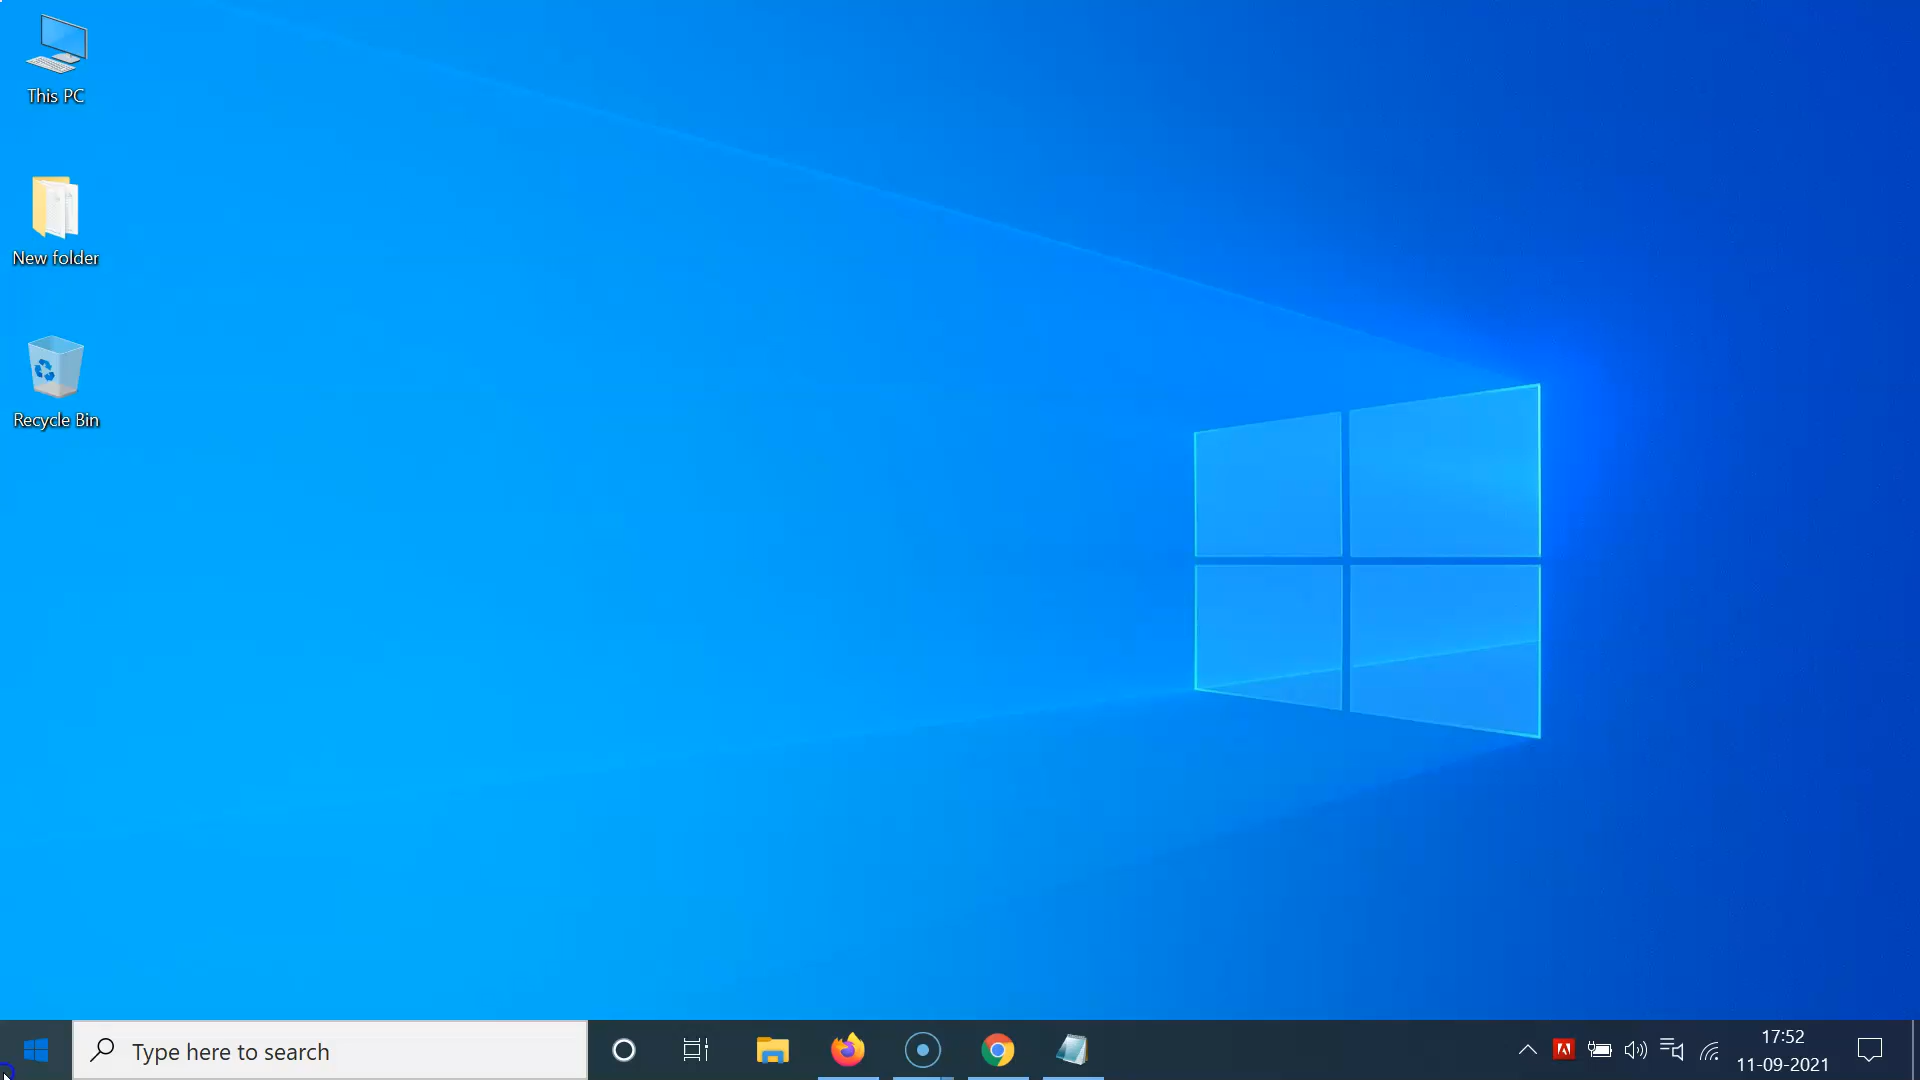 This PC
New folder
Recycle Bin
Type here to search
17:52
11-09-2021